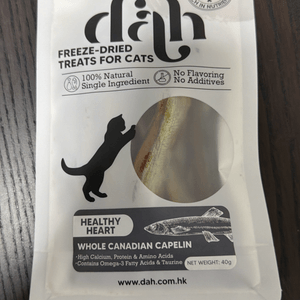 dah
FREEZE-DRIED
TREATS FOR CATS
100% Natural
Single Ingredient
No Flavoring
No Additives
HEALTHY
HEART
WHOLE CANADIAN CAPELIN
•High Calcium, Protein & Amino Acids
•Contains Omega-3 Fatty Acids & Taurine
NET WEIGHT: 40g
www.dah.com.hk